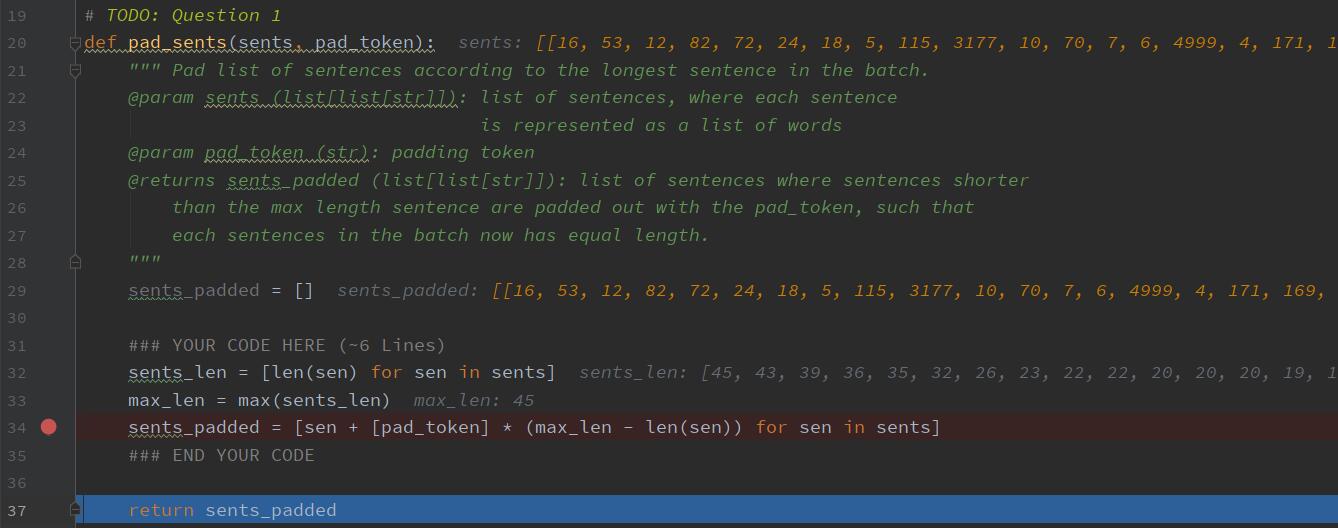 19 # TODO: Question 1
20 def pad_sents(sents, pad_token): sents: [[16, 53, 12, 82, 72, 24, 18, 5, 115, 3177, 10, 70, 7, 6, 4999, 4, 171, 1
21 """ Pad list of sentences according to the longest sentence in the batch.
22 @param sents (list[list[str]]): list of sentences, where each sentence
23 is represented as a list of words
24 @param pad_token (str): padding token
25 @returns sents_padded (list[list[str]]): list of sentences where sentences shorter
26 than the max length sentence are padded out with the pad_token, such that
27 each sentences in the batch now has equal length.
28 """
29 sents_padded = [] sents_padded: [[16, 53, 12, 82, 72, 24, 18, 5, 115, 3177, 10, 70, 7, 6, 4999, 4, 171, 169,
30
31 ### YOUR CODE HERE (~6 Lines)
32 sents_len = [len(sen) for sen in sents] sents_len: [45, 43, 39, 36, 35, 32, 26, 23, 22, 22, 20, 20, 20, 19, 1
33 max_len = max(sents_len) max_len: 45
34 sents_padded = [sen + [pad_token] * (max_len - len(sen)) for sen in sents]
35 ### END YOUR CODE
36
37 return sents_padded